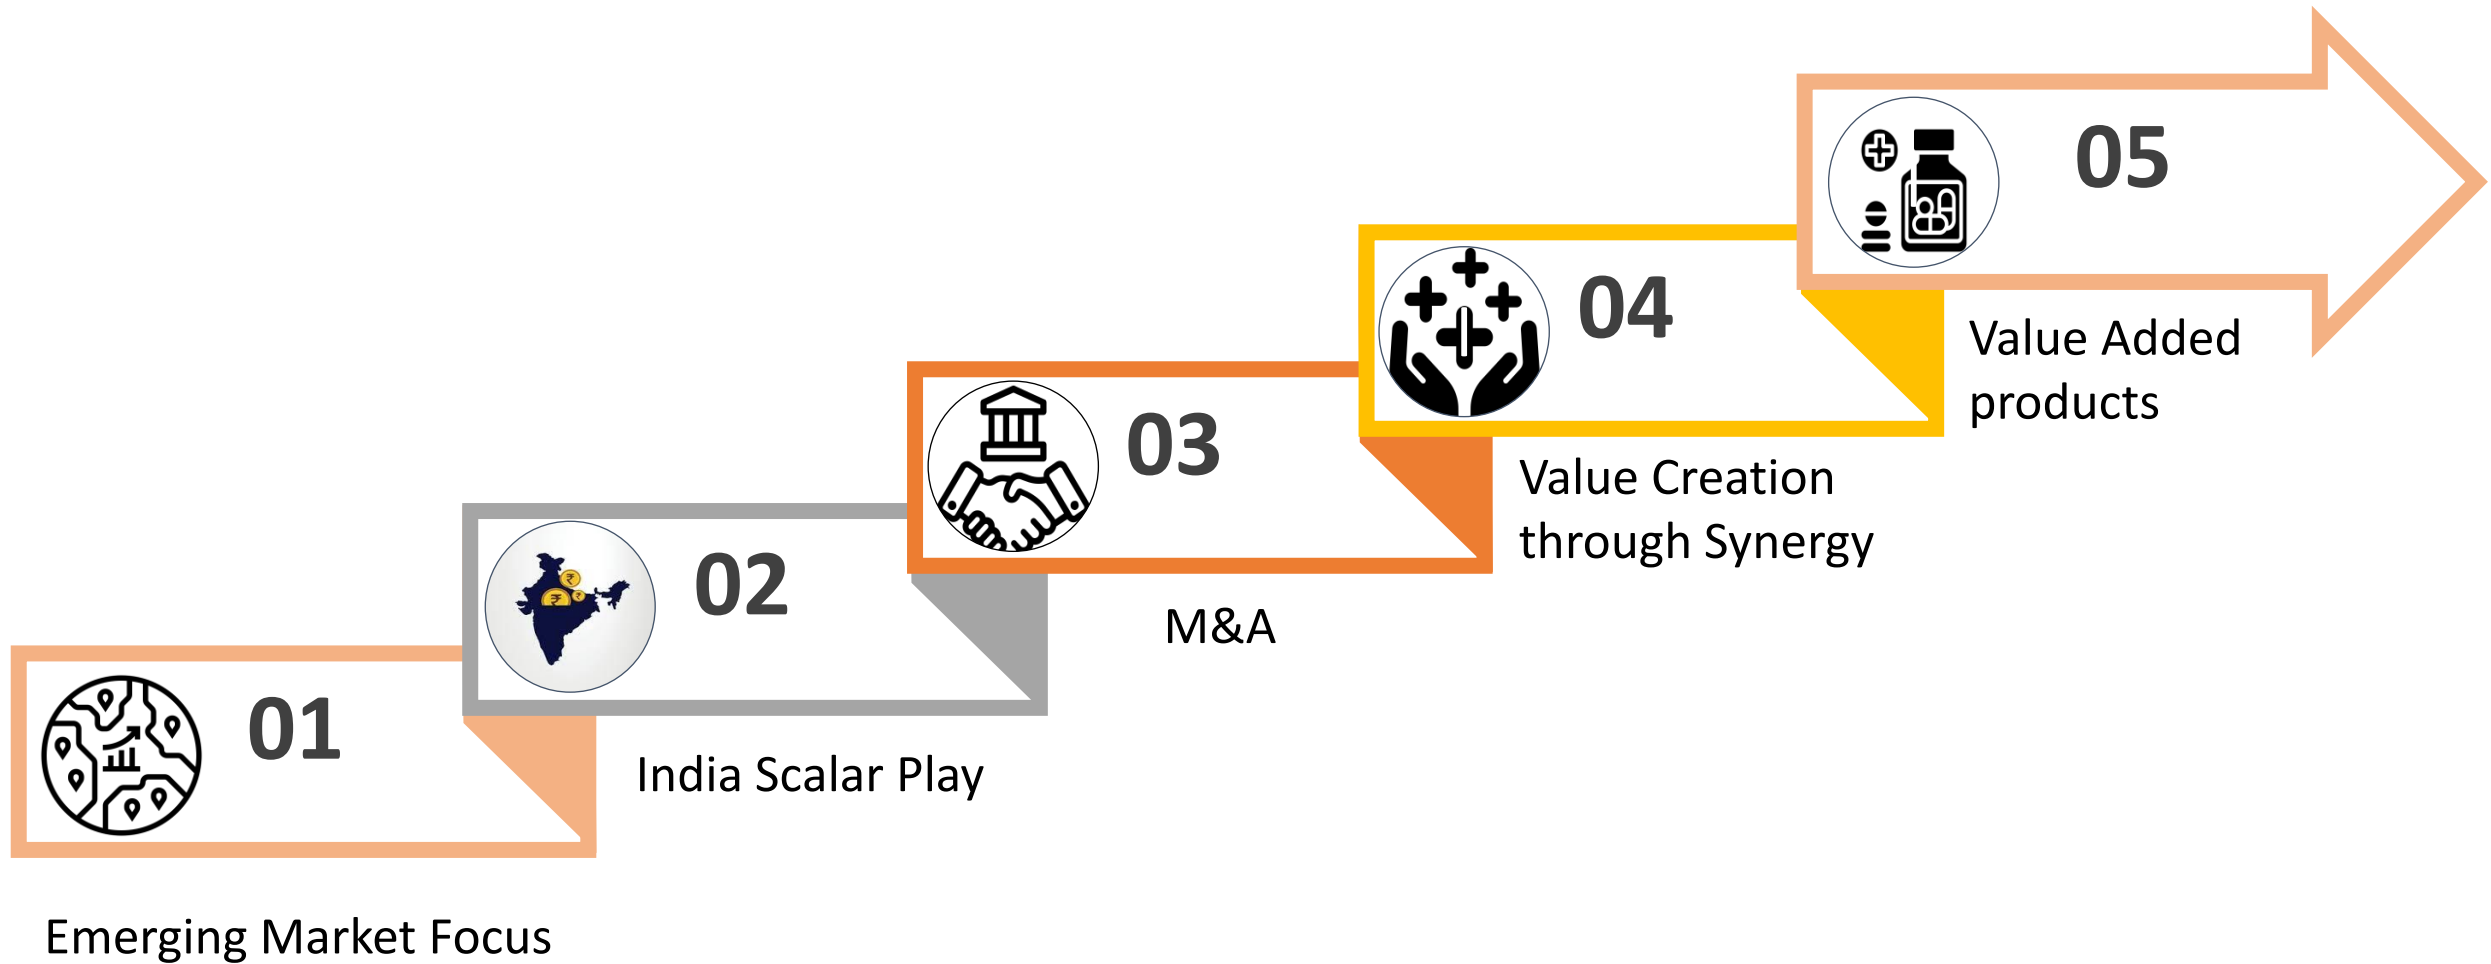 01
Emerging Market Focus
02
India Scalar Play
03
M&A
04
Value Creation
through Synergy
05
Value Added
products